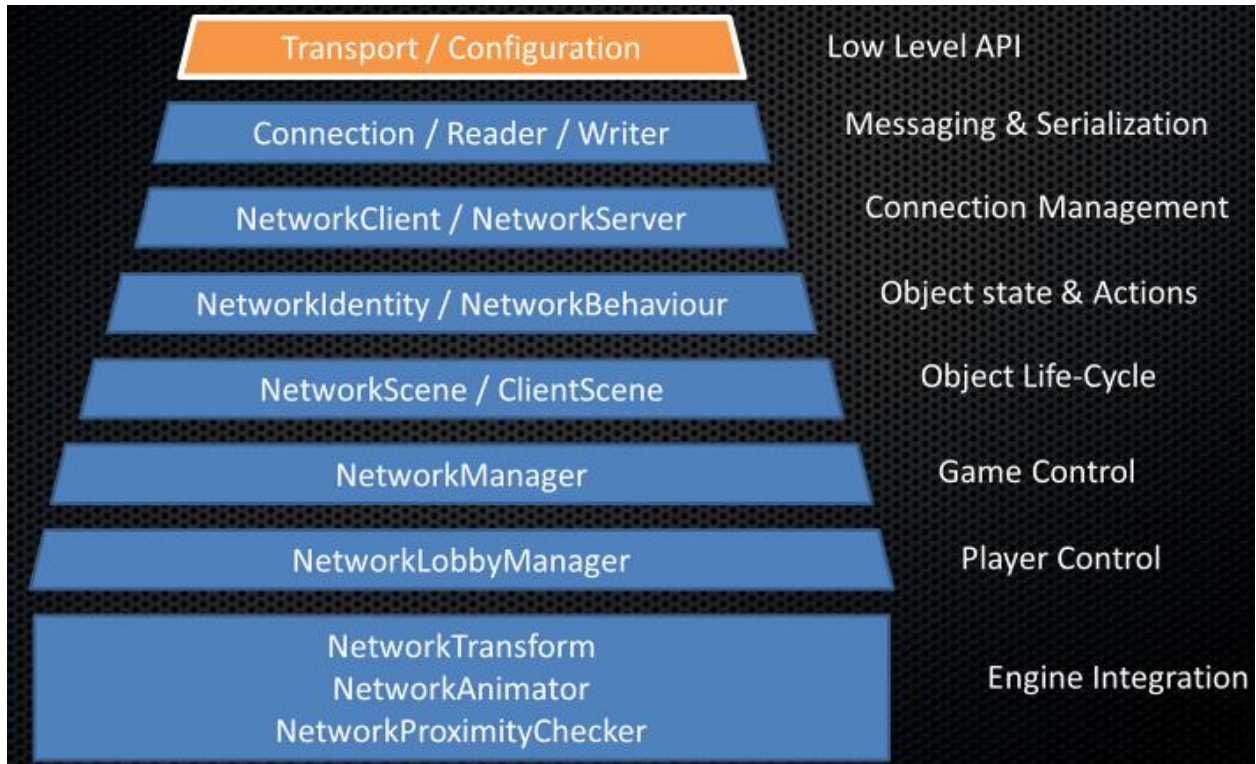 Transport / Configuration
Low Level API
Connection / Reader / Writer
Messaging & Serialization
NetworkClient / NetworkServer
Connection Management
NetworkIdentity / NetworkBehaviour
Object state & Actions
NetworkScene / ClientScene
Object Life-Cycle
NetworkManager
Game Control
NetworkLobbyManager
Player Control
NetworkTransform
NetworkAnimator
NetworkProximityChecker
Engine Integration